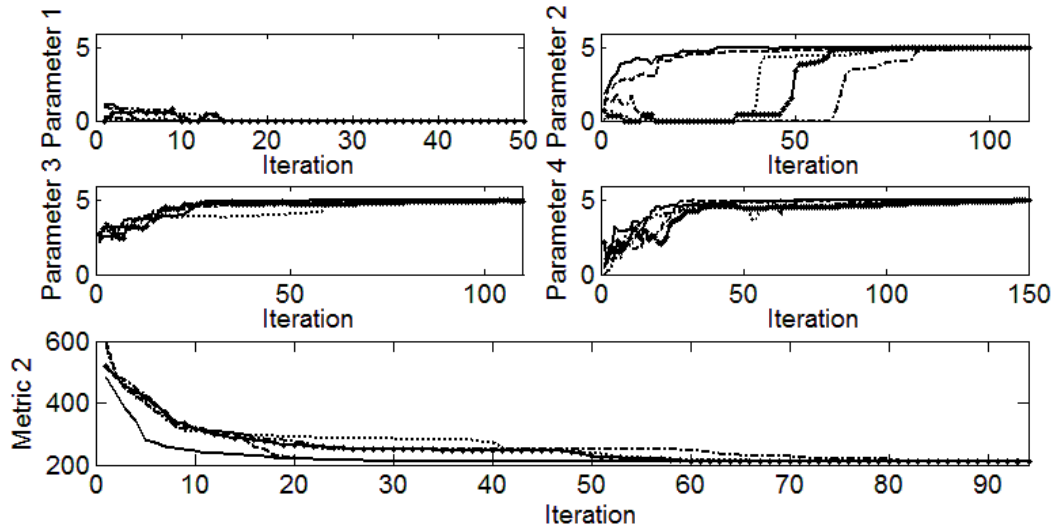 Parameter 1
5
0
0 10 20 30 40 50
Iteration
Parameter 2
5
0
0 50 100
Iteration
Parameter 3
5
0
0 50 100
Iteration
Parameter 4
5
0
0 50 100 150
Iteration
Metric 2
600
400
200
0 10 20 30 40 50 60 70 80 90
Iteration